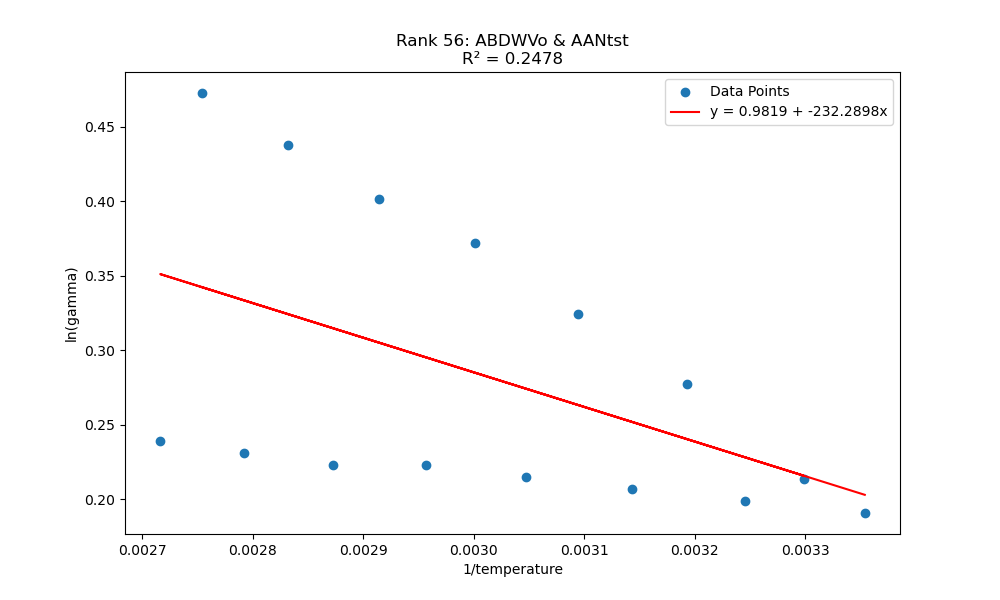 Rank 56: ABDWVo & AANtst
R² = 0.2478
Data Points
y = 0.9819 + -232.2898x
ln(gamma)
0.45
0.40
0.35
0.30
0.25
0.20
0.0027 0.0028 0.0029 0.0030 0.0031 0.0032 0.0033
1/temperature